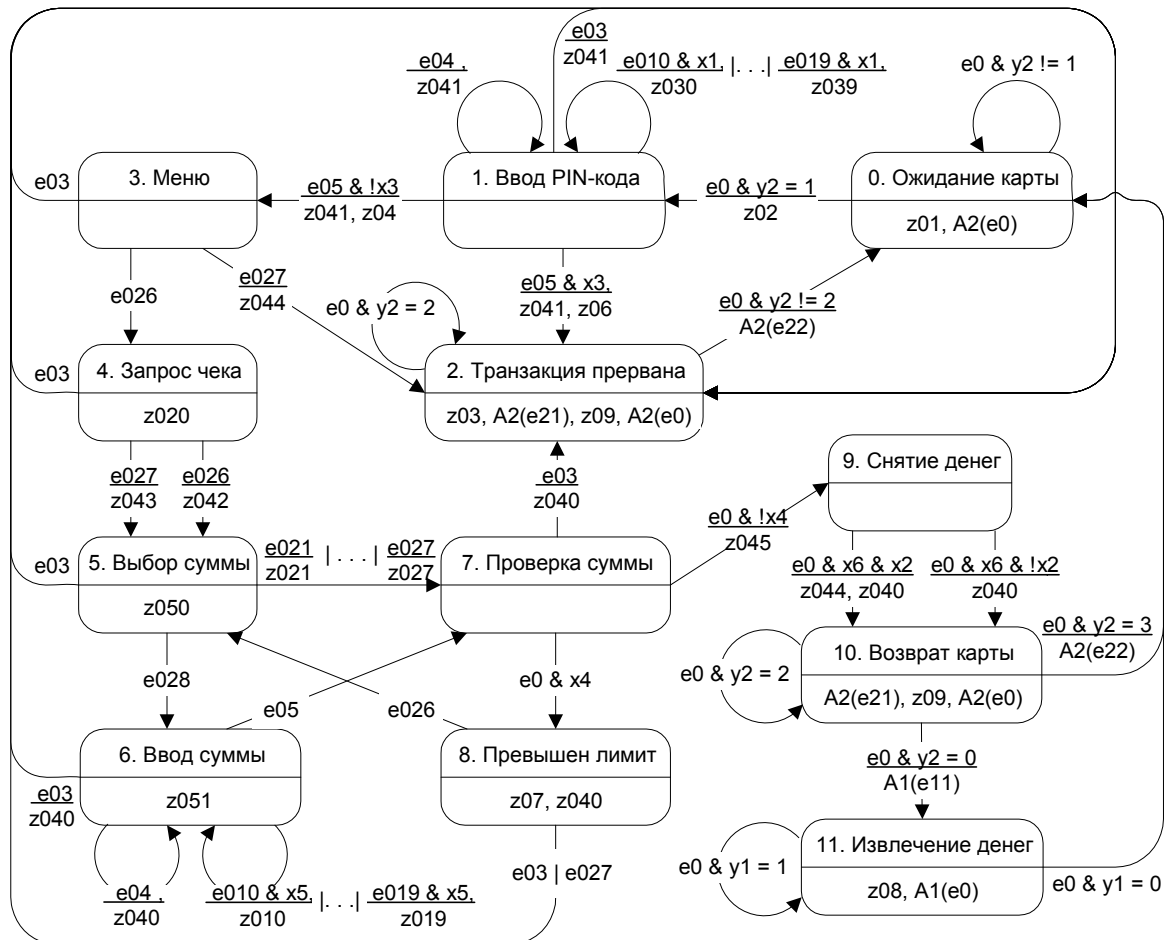 e03
z041
e04 ,
z041
e010 & x1,
z030
|. . .|
e019 & x1,
z039
e0 & y2 != 1
e03
3. Меню
e05 & !x3
z041, z04
1. Ввод PIN-кода
e0 & y2 = 1
z02
0. Ожидание карты
z01, A2(e0)
e026
e027
z044
e0 & y2 = 2
e05 & x3,
z041, z06
e0 & y2 != 2
A2(e22)
e03
4. Запрос чека
z020
2. Транзакция прервана
z03, A2(e21), z09, A2(e0)
e027
z043
e026
z042
e03
z040
9. Снятие денег
e0 & !x4
z045
e03
5. Выбор суммы
z050
e021
z021
| . . . |
e027
z027
7. Проверка суммы
e0 & x6 & x2
z044, z040
e0 & x6 & !x2
z040
e0 & y2 = 3
A2(e22)
e028
e05
e026
e0 & x4
e0 & y2 = 2
10. Возврат карты
A2(e21), z09, A2(e0)
e03
z040
6. Ввод суммы
z051
8. Превышен лимит
z07, z040
e0 & y2 = 0
A1(e11)
e04 ,
z040
e010 & x5,
z010
|. . .|
e019 & x5,
z019
e03 | e027
e0 & y1 = 1
11. Извлечение денег
z08, A1(e0)
e0 & y1 = 0